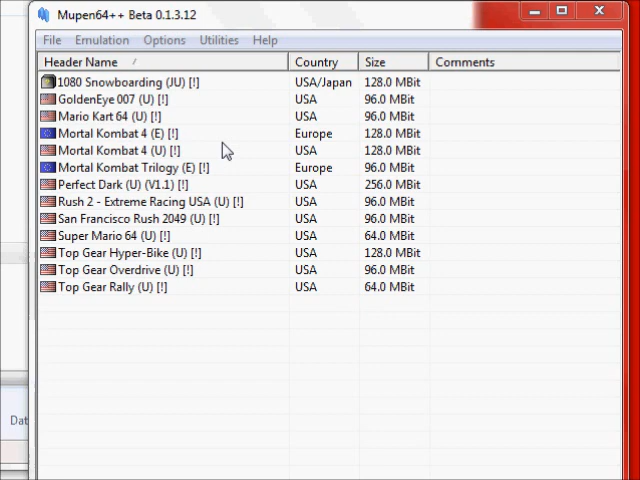 Mupen64++ Beta 0.1.3.12
File Emulation Options Utilities Help
Header Name Country Size Comments
1080 Snowboarding (JU) [!] USA/Japan 128.0 MBit
GoldenEye 007 (U) [!] USA 96.0 MBit
Mario Kart 64 (U) [!] USA 96.0 MBit
Mortal Kombat 4 (E) [!] Europe 128.0 MBit
Mortal Kombat 4 (U) [!] USA 128.0 MBit
Mortal Kombat Trilogy (E) [!] Europe 96.0 MBit
Perfect Dark (U) (V1.1) [!] USA 256.0 MBit
Rush 2 - Extreme Racing USA (U) [!] USA 96.0 MBit
San Francisco Rush 2049 (U) [!] USA 96.0 MBit
Super Mario 64 (U) [!] USA 64.0 MBit
Top Gear Hyper-Bike (U) [!] USA 128.0 MBit
Top Gear Overdrive (U) [!] USA 96.0 MBit
Top Gear Rally (U) [!] USA 64.0 MBit
Dat